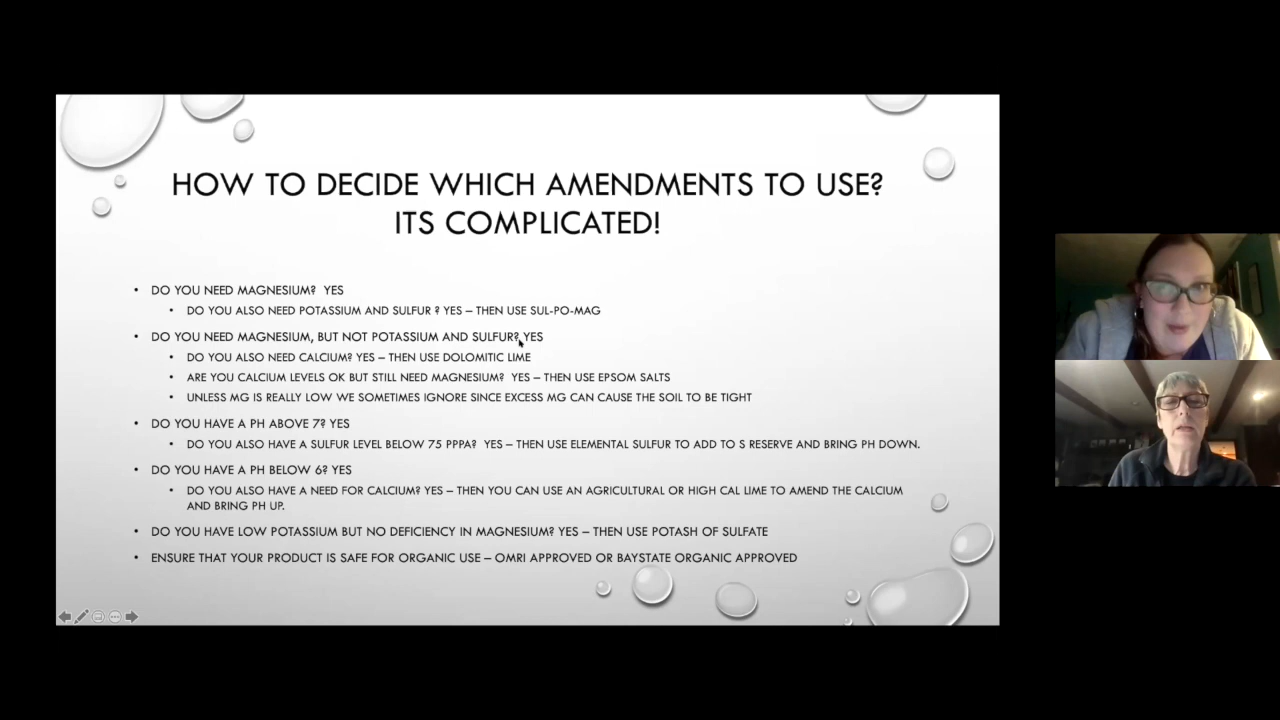 HOW TO DECIDE WHICH AMENDMENTS TO USE?
ITS COMPLICATED!
• DO YOU NEED MAGNESIUM? YES
• DO YOU ALSO NEED POTASSIUM AND SULFUR ? YES – THEN USE SUL-PO-MAG
• DO YOU NEED MAGNESIUM, BUT NOT POTASSIUM AND SULFUR? YES
• DO YOU ALSO NEED CALCIUM? YES – THEN USE DOLOMITIC LIME
• ARE YOU CALCIUM LEVELS OK BUT STILL NEED MAGNESIUM? YES – THEN USE EPSOM SALTS
• UNLESS MG IS REALLY LOW WE SOMETIMES IGNORE SINCE EXCESS MG CAN CAUSE THE SOIL TO BE TIGHT
• DO YOU HAVE A PH ABOVE 7? YES
• DO YOU ALSO HAVE A SULFUR LEVEL BELOW 75 PPPA? YES – THEN USE ELEMENTAL SULFUR TO ADD TO S RESERVE AND BRING PH DOWN.
• DO YOU HAVE A PH BELOW 6? YES
• DO YOU ALSO HAVE A NEED FOR CALCIUM? YES – THEN YOU CAN USE AN AGRICULTURAL OR HIGH CAL LIME TO AMEND THE CALCIUM
AND BRING PH UP.
• DO YOU HAVE LOW POTASSIUM BUT NO DEFICIENCY IN MAGNESIUM? YES – THEN USE POTASH OF SULFATE
• ENSURE THAT YOUR PRODUCT IS SAFE FOR ORGANIC USE – OMRI APPROVED OR BAYSTATE ORGANIC APPROVED